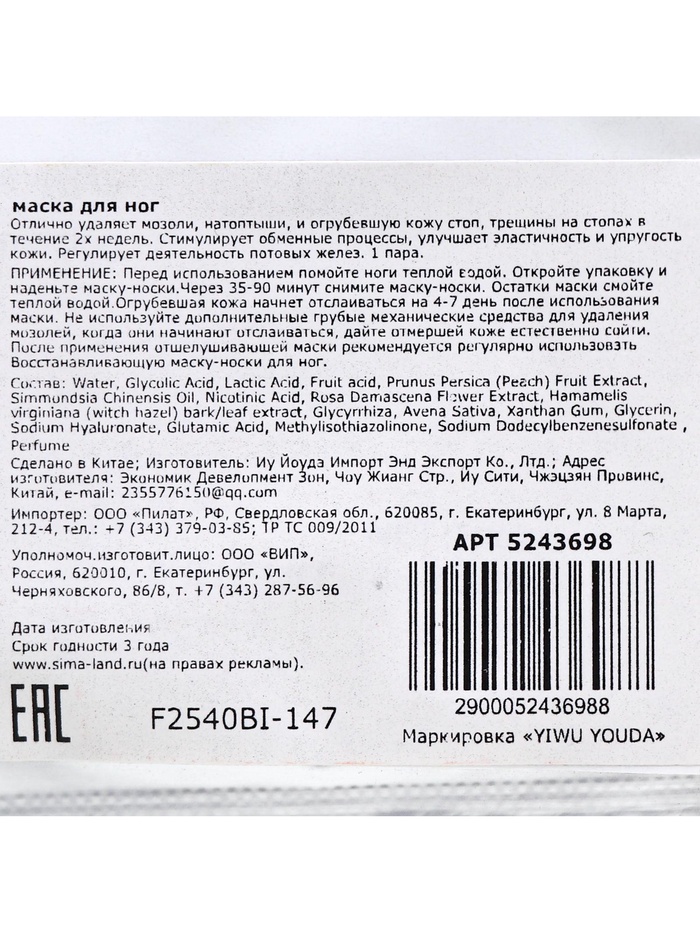 маска для ног
Отлично удаляет мозоли, натоптыши, и огрубевшую кожу стоп, трещины на стопах в
течение 2х недель. Стимулирует обменные процессы, улучшает эластичность и упругость
кожи. Регулирует деятельность потовых желез. 1 пара.
ПРИМЕНЕНИЕ: Перед использованием помойте ноги теплой водой. Откройте упаковку и
наденьте маску-носки.Через 35-90 минут снимите маску-носки. Остатки маски смойте
теплой водой.Огрубевшая кожа начнет отслаиваться на 4-7 день после использования
маски. Не используйте дополнительные грубые механические средства для удаления
мозолей, когда они начинают отслаиваться, дайте отмершей коже естественно сойти.
После применения отшелушивающей маски рекомендуется регулярно использовать
Восстанавливающую маску-носки для ног.
Состав: Water, Glycolic Acid, Lactic Acid, Fruit acid, Prunus Persica (Peach) Fruit Extract,
Simmondsia Chinensis Oil, Nicotinic Acid, Rosa Damascena Flower Extract, Hamamelis
virginiana (witch hazel) bark/leaf extract, Glycyrrhiza, Avena Sativa, Xanthan Gum, Glycerin,
Sodium Hyaluronate, Glutamic Acid, Methylisothiazolinone, Sodium Dodecylbenzenesulfonate ,
Perfume
Сделано в Китае; Изготовитель: Иу Йоуда Импорт Энд Экспорт Ко., Лтд.; Адрес
изготовителя: Экономик Девелопмент Зон, Чоу Жианг Стр., Йу Сити, Чжэцзян Провинс,
Китай, e-mail: 2355776150@qq.com
Импортер: ООО «Пилат», РФ, Свердловская обл., 620085, г. Екатеринбург, ул. 8 Марта,
212-4, тел.: +7 (343) 379-03-85; ТР ТС 009/2011
Уполномоч.изготовит.лицо: ООО «ВИП»,
Россия, 620010, г. Екатеринбург, ул.
Черняховского, 86/8, т. +7 (343) 287-56-96
Дата изготовления
Срок годности 3 года
www.sima-land.ru(на правах рекламы).
EAC
F2540BI-147
АРТ 5243698
2900052436988
Маркировка «YIWU YOUDA»